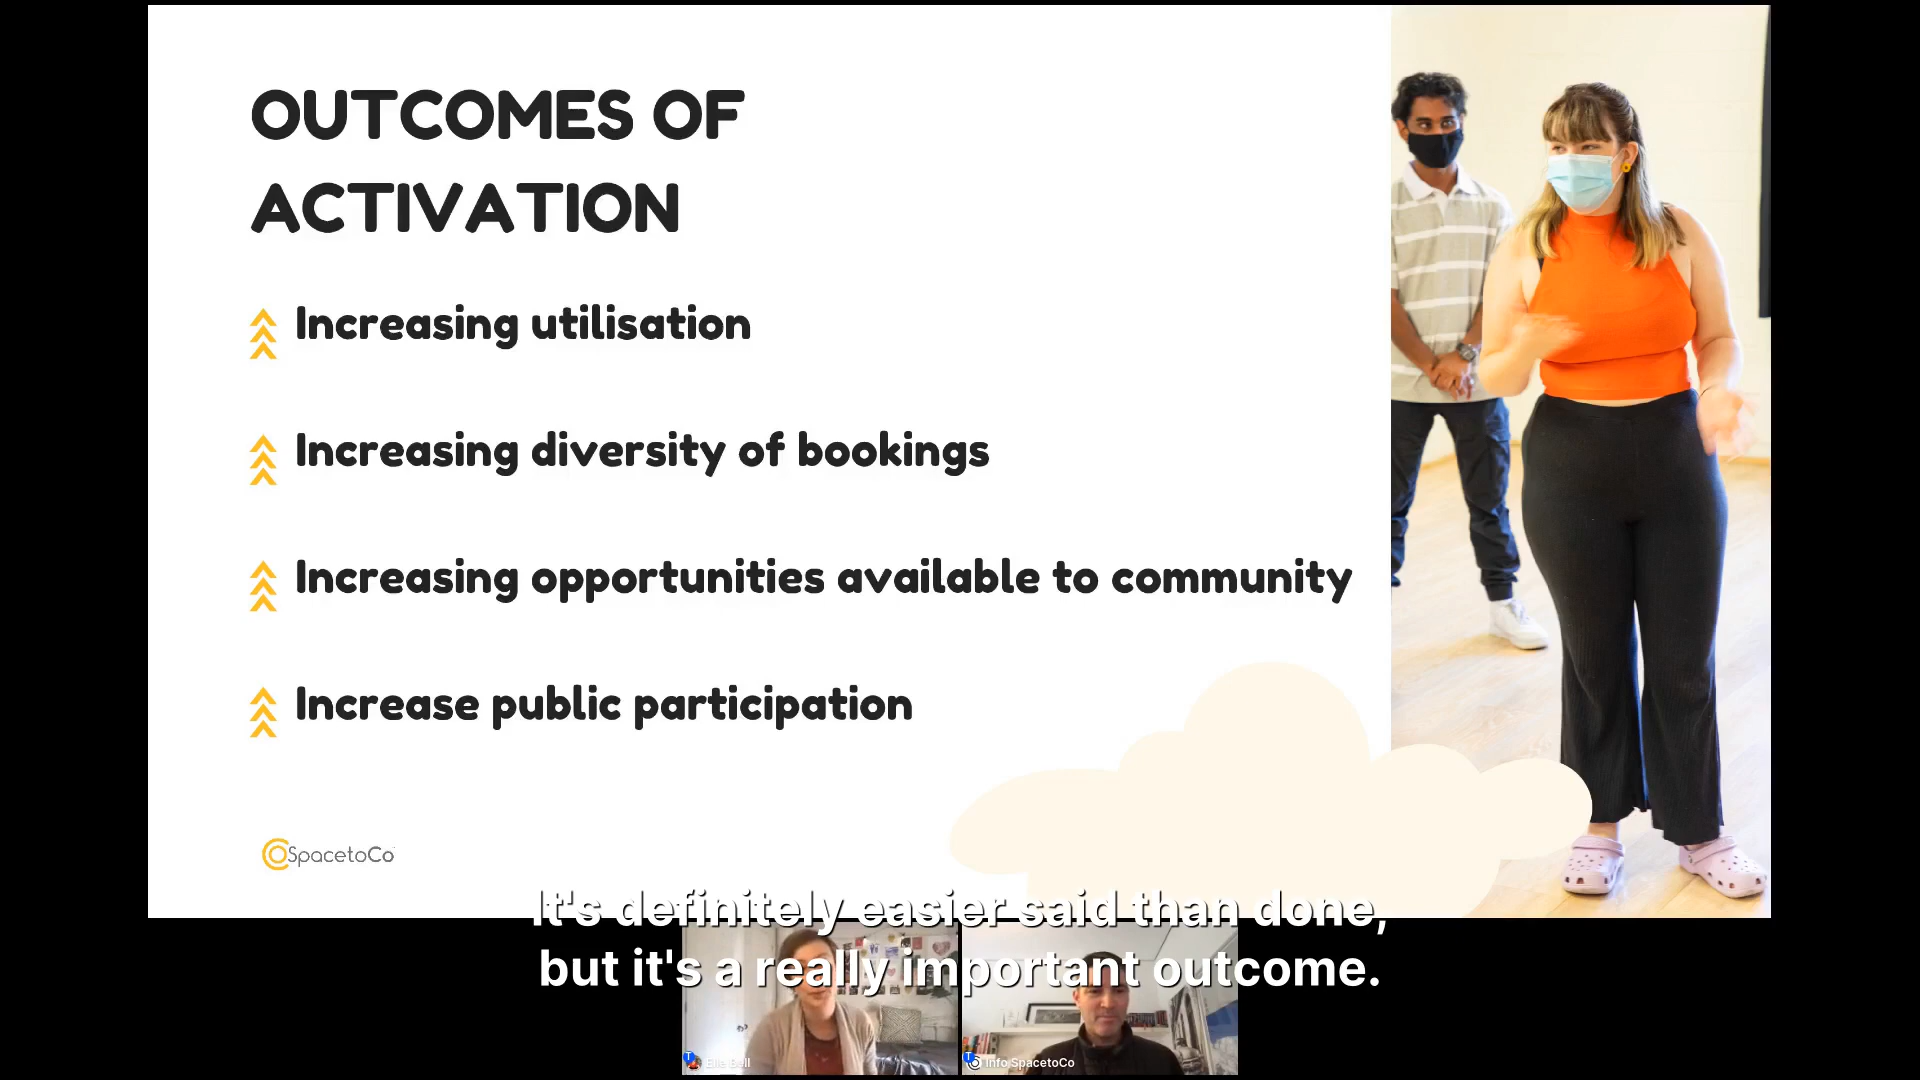 OUTCOMES OF
ACTIVATION
Increasing utilisation
Increasing diversity of bookings
Increasing opportunities available to community
Increase public participation
SpacetoCo
It's definitely easier said than done,
but it's a really important outcome.
Elle Bell
Info SpacetoCo